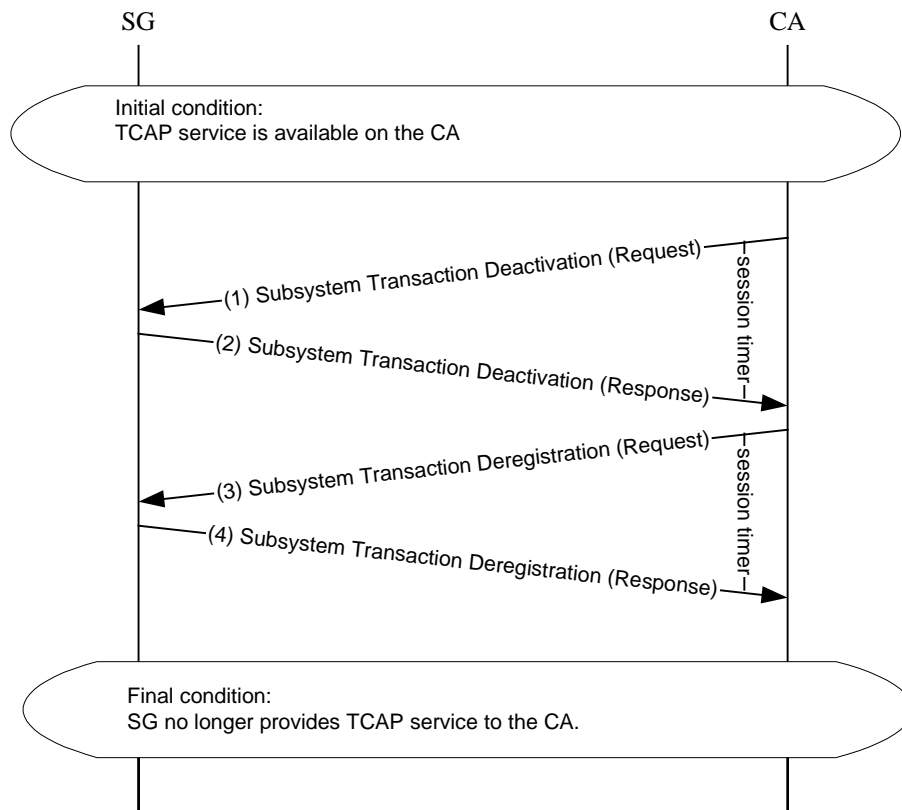 SG
CA
Initial condition:
TCAP service is available on the CA
(1) Subsystem Transaction Deactivation (Request)
session timer
(2) Subsystem Transaction Deactivation (Response)
(3) Subsystem Transaction Deregistration (Request)
session timer
(4) Subsystem Transaction Deregistration (Response)
Final condition:
SG no longer provides TCAP service to the CA.